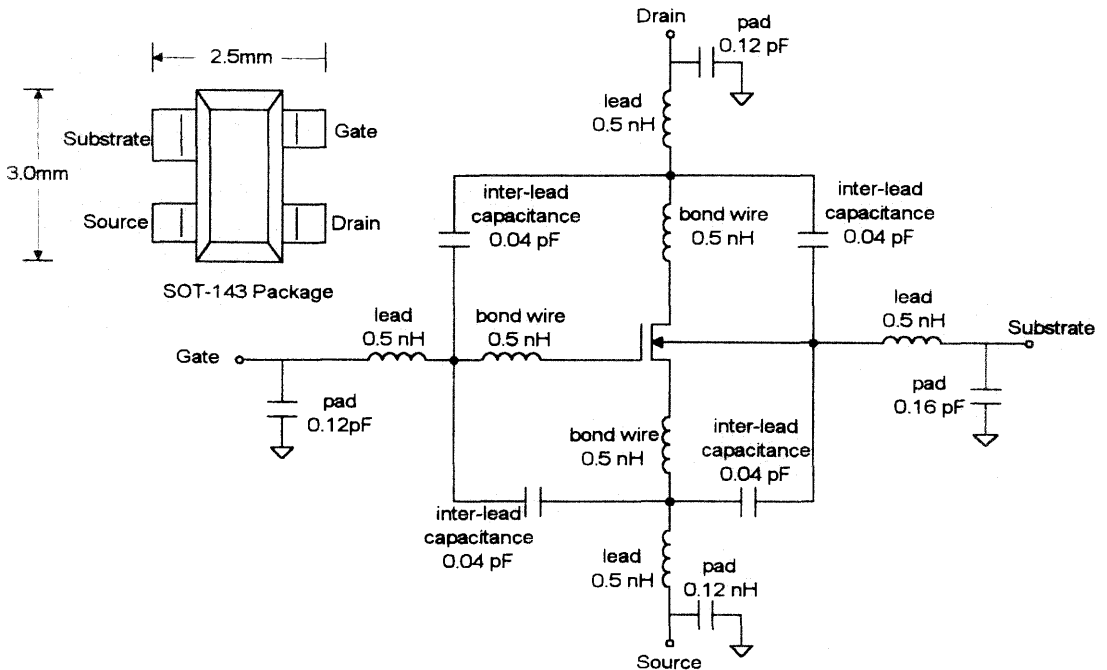 2.5mm
Substrate
Gate
3.0mm
Source
Drain
SOT-143 Package
Drain
pad
0.12 pF
lead
0.5 nH
inter-lead
capacitance
0.04 pF
bond wire
0.5 nH
inter-lead
capacitance
0.04 pF
lead
0.5 nH
bond wire
0.5 nH
lead
0.5 nH
Gate
Substrate
pad
0.12pF
pad
0.16 pF
bond wire
0.5 nH
inter-lead
capacitance
0.04 pF
inter-lead
capacitance
0.04 pF
lead
0.5 nH
pad
0.12 nH
Source